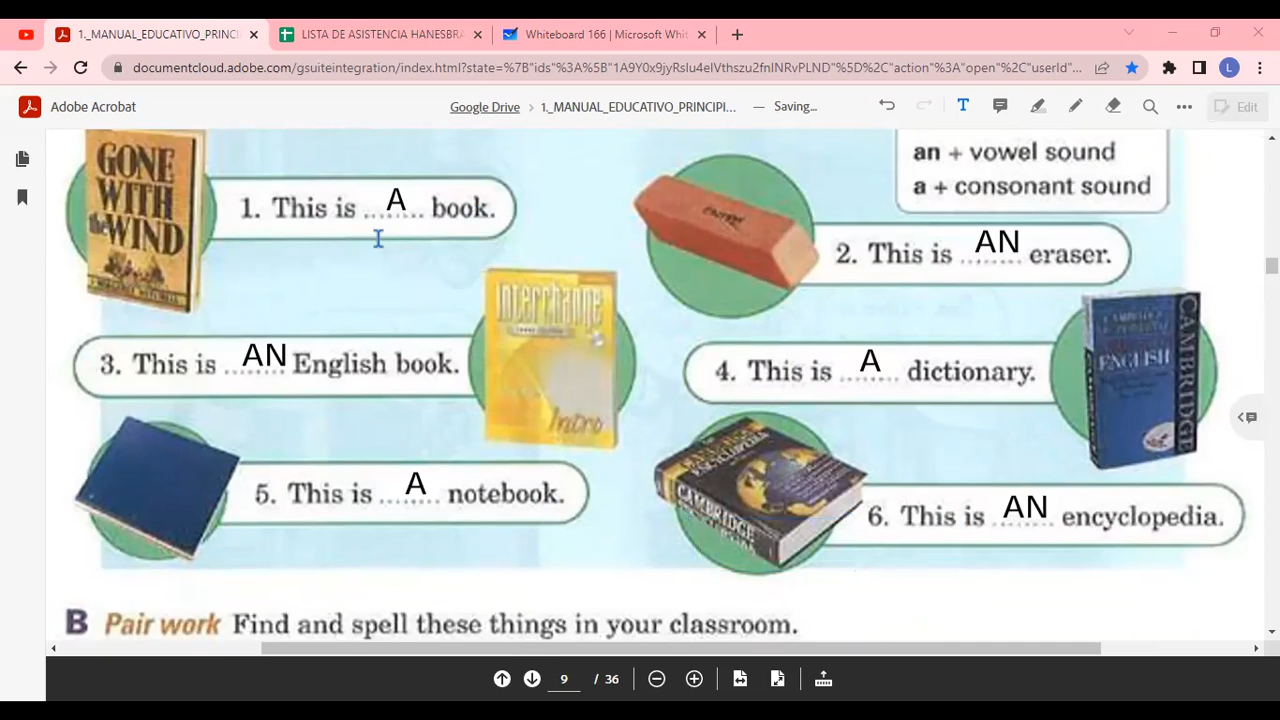 1._MANUAL_EDUCATIVO_PRINCI
LISTA DE ASISTENCIA HANESBRA
Whiteboard 166 | Microsoft Whit
documentcloud.adobe.com/gsuiteintegration/index.html?state=%7B"ids"%3A%5B"1A9Y0x9jyRslu4eIVthszu2fnINRvPLND"%5D%2C"action"%3A"open"%2C"userId"...
L
Adobe Acrobat
Google Drive
1._MANUAL_EDUCATIVO_PRINCIPI...
— Saving...
Edit
an + vowel sound
a + consonant sound
GONE
WITH
the WIND
MARGARET MITCHELL
1. This is ...A... book.
2. This is ...AN... eraser.
Interchange
Intro
3. This is ...AN... English book.
4. This is ...A... dictionary.
ENGLISH
CAMBRIDGE
5. This is ...A... notebook.
ENCYCLOPEDIA
CAMBRIDGE
6. This is ...AN... encyclopedia.
B Pair work Find and spell these things in your classroom.
9 / 36